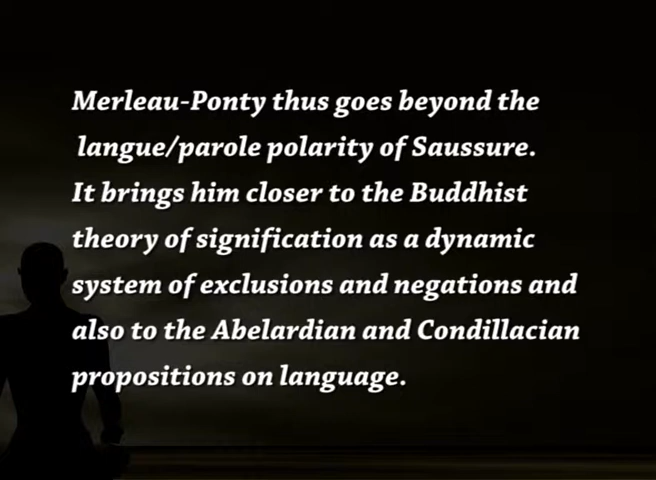 Merleau-Ponty thus goes beyond the
langue/parole polarity of Saussure.
It brings him closer to the Buddhist
theory of signification as a dynamic
system of exclusions and negations and
also to the Abelardian and Condillacian
propositions on language.